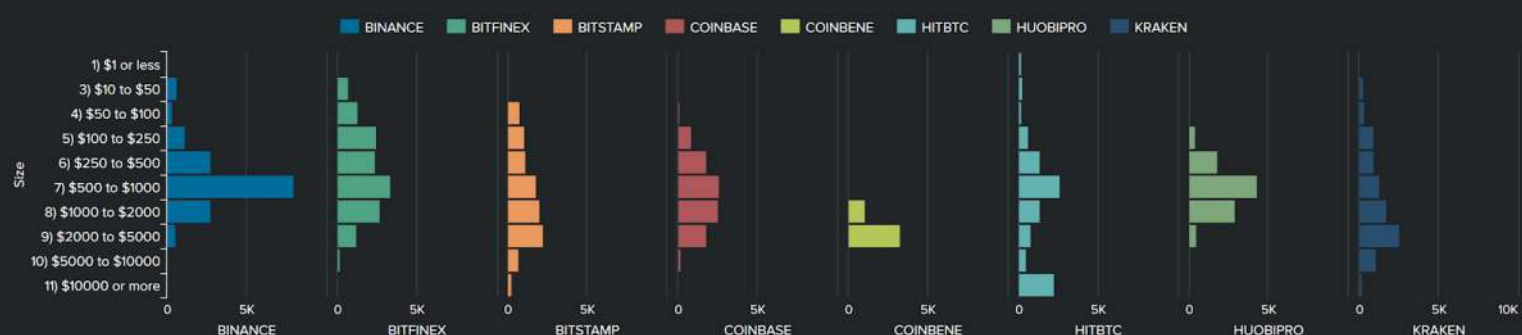 BINANCE BITFINEX BITSTAMP COINBASE COINBENE HITBTC HUOBIPRO KRAKEN
Size
1) $1 or less
3) $10 to $50
4) $50 to $100
5) $100 to $250
6) $250 to $500
7) $500 to $1000
8) $1000 to $2000
9) $2000 to $5000
10) $5000 to $10000
11) $10000 or more
0 5K 0 5K 0 5K 0 5K 0 5K 0 5K 0 5K 0 5K 10K
BINANCE BITFINEX BITSTAMP COINBASE COINBENE HITBTC HUOBIPRO KRAKEN